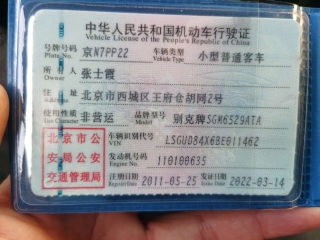 中华人民共和国机动车行驶证
Vehicle License of the People's Republic of China
号牌号码 京N7PP22 车辆类型 小型普通客车
Plate No. Vehicle Type
所有人 张士霞
Owner
住址 北京市西城区王府仓胡同2号
Address
使用性质 非营运 品牌型号 别克牌SGM6529ATA
Use Character Model
北京市公安局公安交通管理局
车辆识别代号 LSGUD84X6BE011462
VIN
发动机号码 110100635
Engine No.
注册日期 2011-05-25 发证日期 2022-03-14
Register Date Issue Date